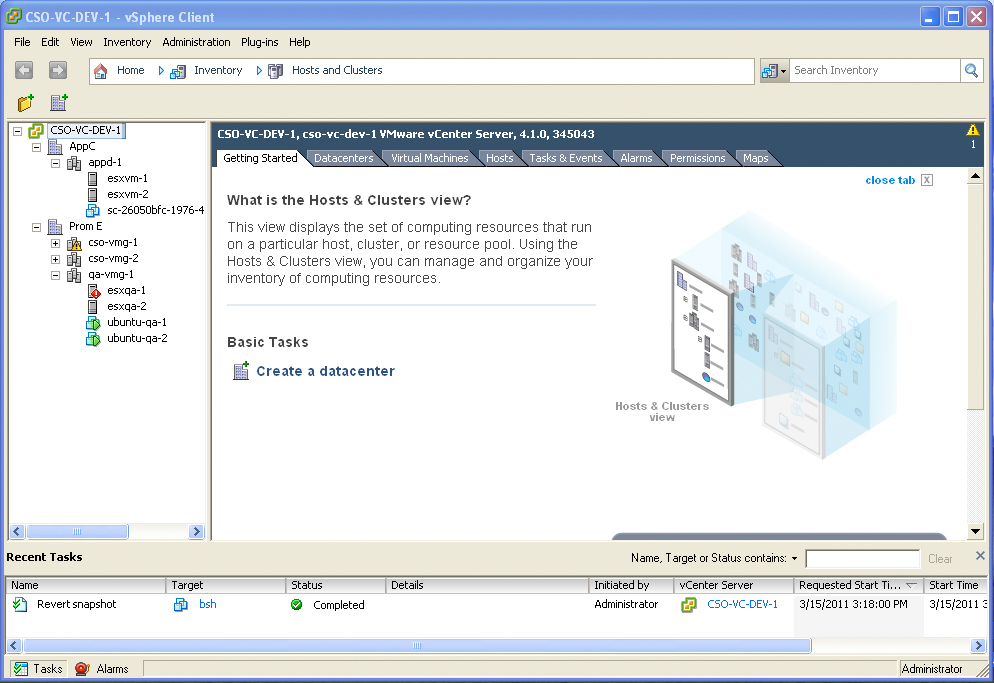 CSO-VC-DEV-1 - vSphere Client
File Edit View Inventory Administration Plug-ins Help
Home Inventory Hosts and Clusters Search Inventory
CSO-VC-DEV-1
AppC
appd-1
esxvm-1
esxvm-2
sc-26050bfc-1976-4
Prom E
cso-vmg-1
cso-vmg-2
qa-vmg-1
esxqa-1
esxqa-2
ubuntu-qa-1
ubuntu-qa-2
CSO-VC-DEV-1, cso-vc-dev-1 VMware vCenter Server, 4.1.0, 345043
1
Getting Started Datacenters Virtual Machines Hosts Tasks & Events Alarms Permissions Maps
close tab X
What is the Hosts & Clusters view?
This view displays the set of computing resources that run
on a particular host, cluster, or resource pool. Using the
Hosts & Clusters view, you can manage and organize your
inventory of computing resources.
Basic Tasks
Create a datacenter
Hosts & Clusters
view
Recent Tasks
Name, Target or Status contains: Clear
Name Target Status Details Initiated by vCenter Server Requested Start Ti... Start Time
Revert snapshot bsh Completed Administrator CSO-VC-DEV-1 3/15/2011 3:18:00 PM 3/15/2011 3
Tasks Alarms Administrator